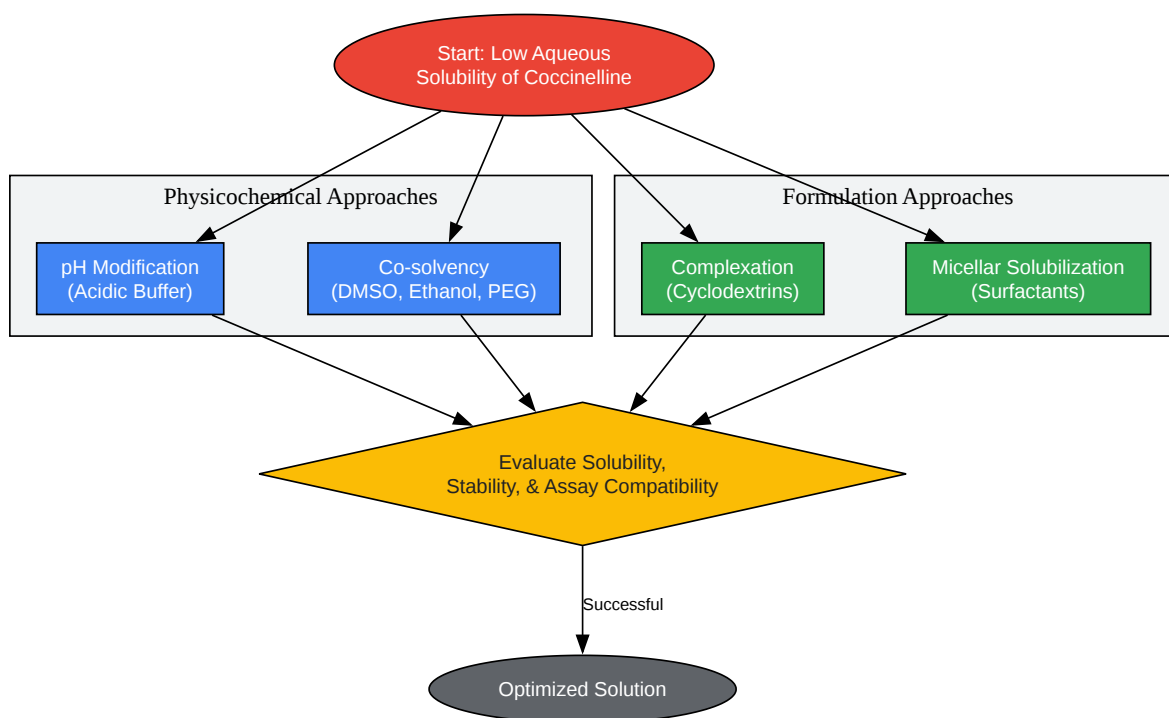 Start: Low Aqueous
Solubility of Coccinelline
Physicochemical Approaches
Formulation Approaches
pH Modification
(Acidic Buffer)
Co-solvency
(DMSO, Ethanol, PEG)
Complexation
(Cyclodextrins)
Micellar Solubilization
(Surfactants)
Evaluate Solubility,
Stability, & Assay Compatibility
Successful
Optimized Solution